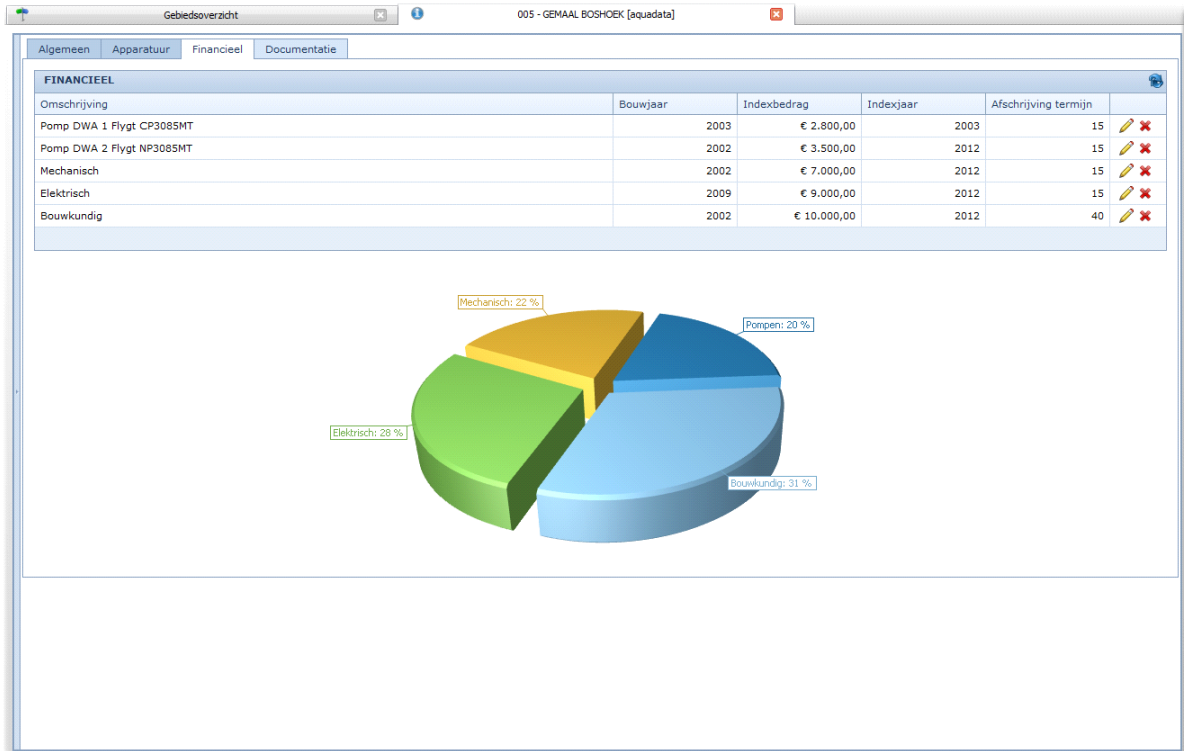 Gebiedsoverzicht 005 - GEMAAL BOSHOEK [aquadata]
Algemeen Apparatuur Financieel Documentatie
FINANCIEEL
Omschrijving Bouwjaar Indexbedrag Indexjaar Afschrijving termijn
Pomp DWA 1 Flygt CP3085MT 2003 € 2.800,00 2003 15
Pomp DWA 2 Flygt NP3085MT 2002 € 3.500,00 2012 15
Mechanisch 2002 € 7.000,00 2012 15
Elektrisch 2009 € 9.000,00 2012 15
Bouwkundig 2002 € 10.000,00 2012 40
Mechanisch: 22 %
Pompen: 20 %
Elektrisch: 28 %
Bouwkundig: 31 %